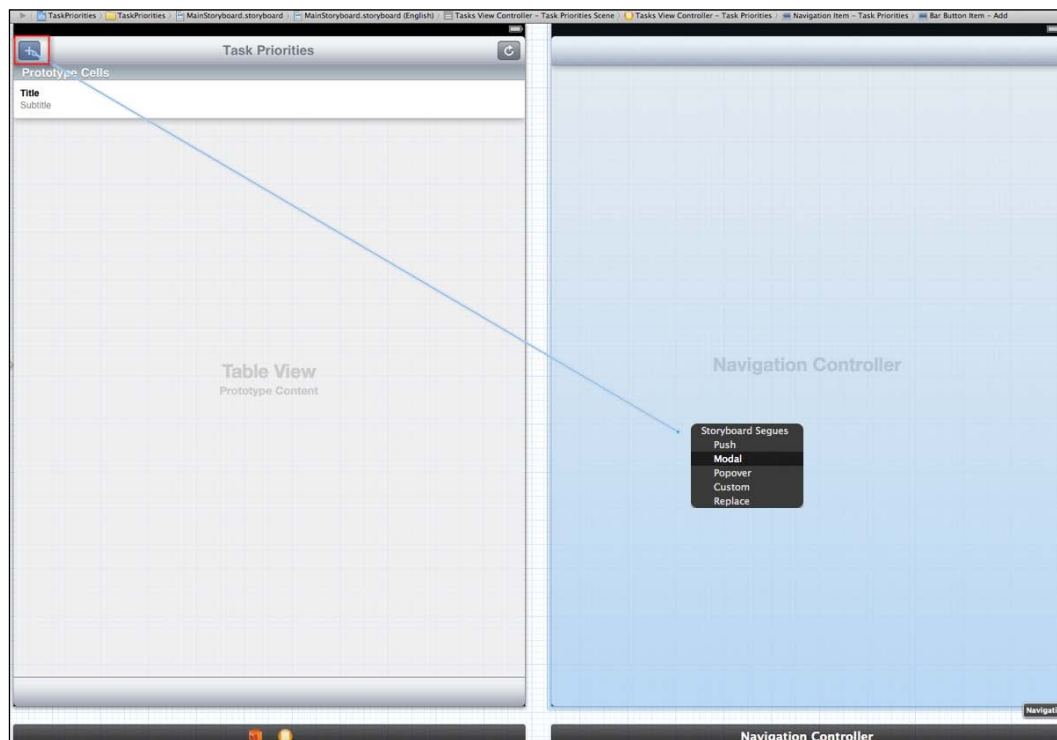 TaskPriorities TaskPriorities MainStoryboard.storyboard MainStoryboard.storyboard (English) Tasks View Controller – Task Priorities Scene Tasks View Controller – Task Priorities Navigation Item – Task Priorities Bar Button Item – Add
Task Priorities
Prototype Cells
Title
Subtitle
Table View
Prototype Content
Navigation Controller
Storyboard Segues
Push
Modal
Popover
Custom
Replace
Navigati
Navigation Controller